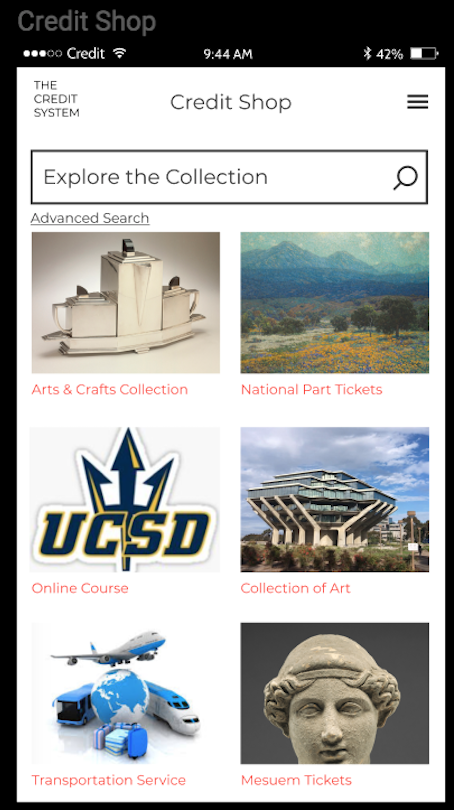 Credit Shop
Credit 9:44 AM 42%
THE
CREDIT
SYSTEM
Credit Shop
Explore the Collection
Advanced Search
Arts & Crafts Collection National Part Tickets
UCSD
Online Course Collection of Art
Transportation Service Mesuem Tickets